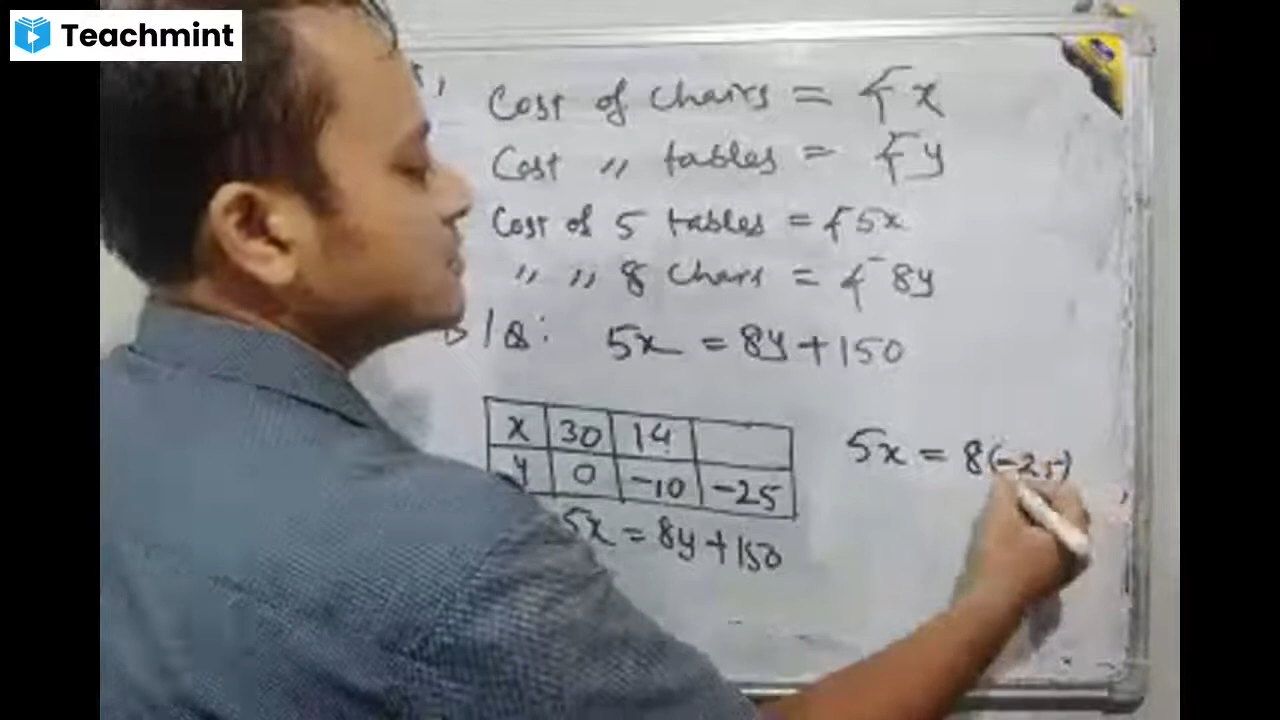 Teachmint
Cost of chairs = ₹ x
Cost ,, tables = ₹ y
Cost of 5 tables = ₹ 5x
,, ,, 8 Chars = ₹ 8y
/Q: 5x = 8y + 150
x 30 14
y 0 -10 -25
5x = 8(-25)
5x = 8y + 150